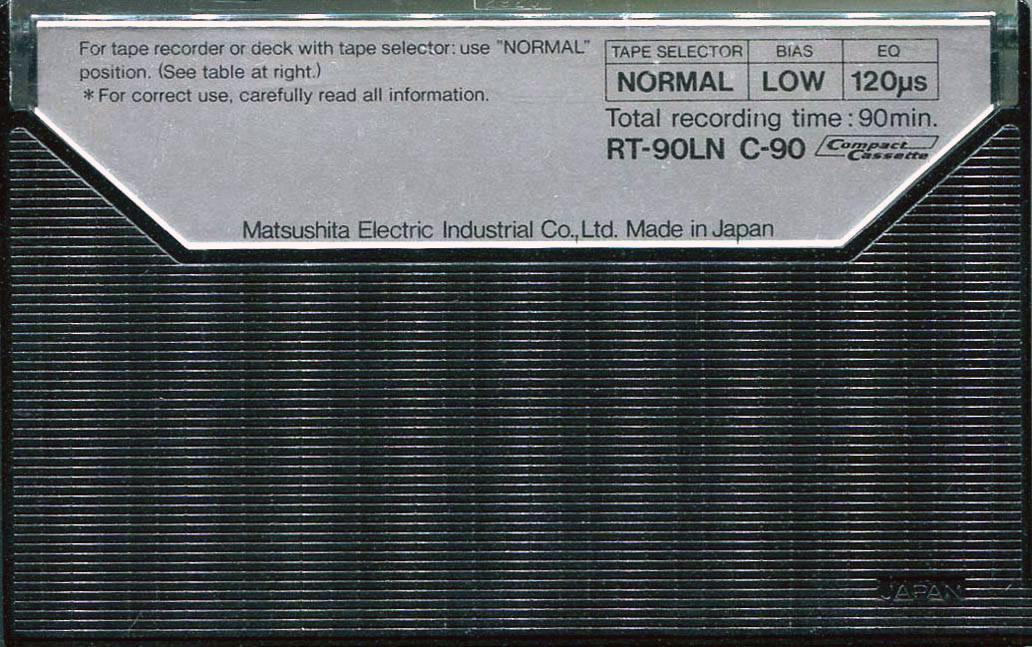 For tape recorder or deck with tape selector: use "NORMAL"
position. (See table at right.)
* For correct use, carefully read all information.
TAPE SELECTOR BIAS EQ
NORMAL LOW 120μs
Total recording time : 90min.
RT-90LN C-90 Compact Cassette
Matsushita Electric Industrial Co.,Ltd. Made in Japan
JAPAN